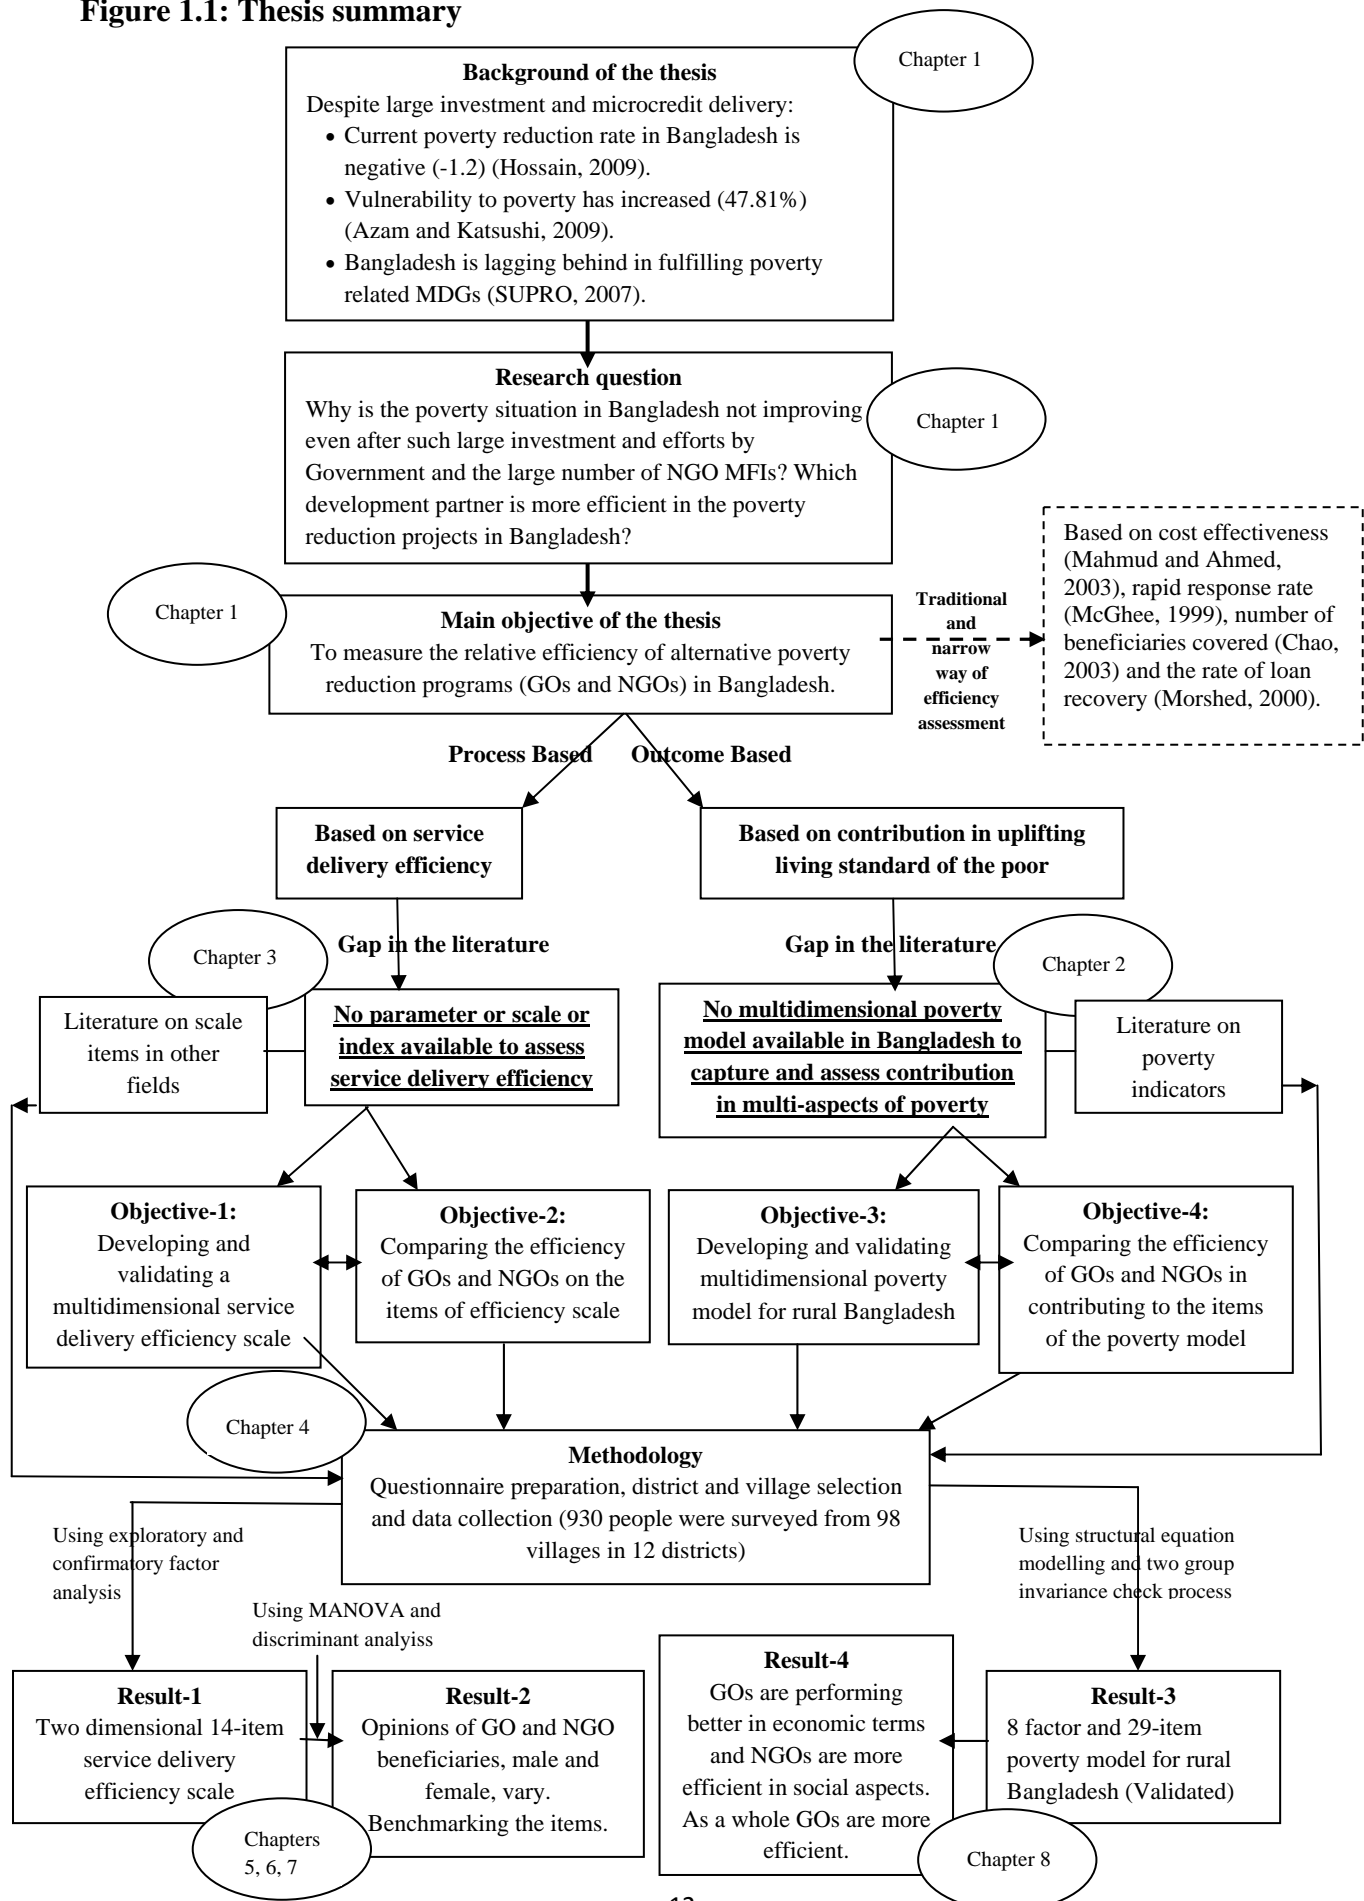 Figure 1.1: Thesis summary
Chapter 1
Background of the thesis
Despite large investment and microcredit delivery:
• Current poverty reduction rate in Bangladesh is
negative (-1.2) (Hossain, 2009).
• Vulnerability to poverty has increased (47.81%)
(Azam and Katsushi, 2009).
• Bangladesh is lagging behind in fulfilling poverty
related MDGs (SUPRO, 2007).
Research question
Why is the poverty situation in Bangladesh not improving
even after such large investment and efforts by
Government and the large number of NGO MFIs? Which
development partner is more efficient in the poverty
reduction projects in Bangladesh?
Chapter 1
Chapter 1
Main objective of the thesis
To measure the relative efficiency of alternative poverty
reduction programs (GOs and NGOs) in Bangladesh.
Traditional
and
narrow
way of
efficiency
assessment
Based on cost effectiveness
(Mahmud and Ahmed,
2003), rapid response rate
(McGhee, 1999), number of
beneficiaries covered (Chao,
2003) and the rate of loan
recovery (Morshed, 2000).
Process Based
Outcome Based
Based on service
delivery efficiency
Based on contribution in uplifting
living standard of the poor
Chapter 3
Gap in the literature
Gap in the literature
Chapter 2
Literature on scale
items in other
fields
No parameter or scale or
index available to assess
service delivery efficiency
No multidimensional poverty
model available in Bangladesh to
capture and assess contribution
in multi-aspects of poverty
Literature on
poverty
indicators
Objective-1:
Developing and
validating a
multidimensional service
delivery efficiency scale
Objective-2:
Comparing the efficiency
of GOs and NGOs on the
items of efficiency scale
Objective-3:
Developing and validating
multidimensional poverty
model for rural Bangladesh
Objective-4:
Comparing the efficiency
of GOs and NGOs in
contributing to the items
of the poverty model
Chapter 4
Methodology
Questionnaire preparation, district and village selection
and data collection (930 people were surveyed from 98
villages in 12 districts)
Using exploratory and
confirmatory factor
analysis
Using MANOVA and
discriminant analyiss
Using structural equation
modelling and two group
invariance check process
Result-1
Two dimensional 14-item
service delivery
efficiency scale
Result-2
Opinions of GO and NGO
beneficiaries, male and
female, vary.
Benchmarking the items.
Result-4
GOs are performing
better in economic terms
and NGOs are more
efficient in social aspects.
As a whole GOs are more
efficient.
Result-3
8 factor and 29-item
poverty model for rural
Bangladesh (Validated)
Chapters
5, 6, 7
Chapter 8